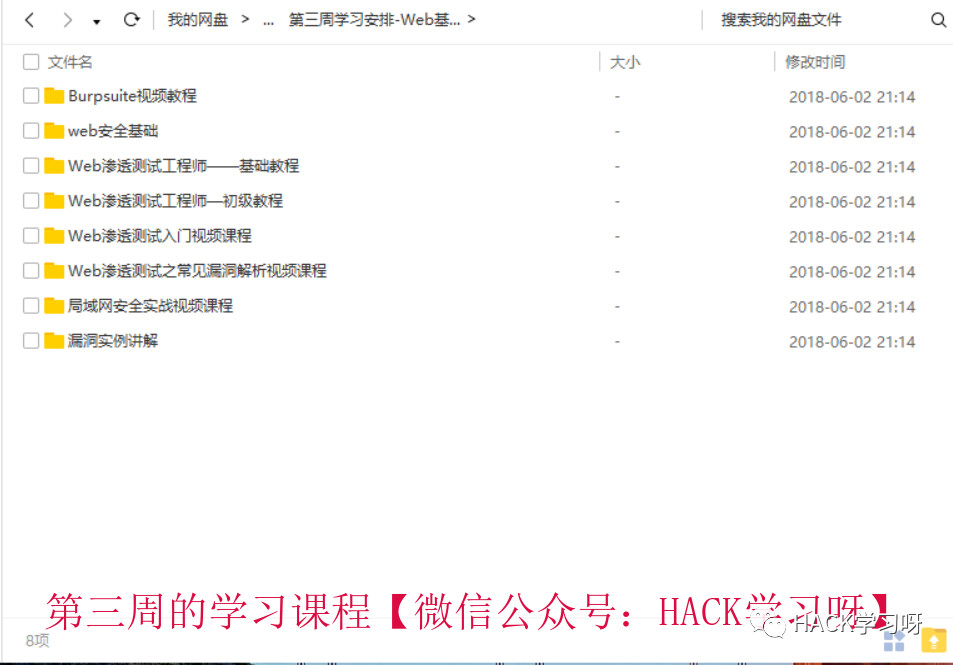 我的网盘 > ... 第三周学习安排-Web基... > 搜索我的网盘文件
文件名 大小 修改时间
Burpsuite视频教程 - 2018-06-02 21:14
web安全基础 - 2018-06-02 21:14
Web渗透测试工程师——基础教程 - 2018-06-02 21:14
Web渗透测试工程师—初级教程 - 2018-06-02 21:14
Web渗透测试入门视频课程 - 2018-06-02 21:14
Web渗透测试之常见漏洞解析视频课程 - 2018-06-02 21:14
局域网安全实战视频课程 - 2018-06-02 21:14
漏洞实例讲解 - 2018-06-02 21:14
第三周的学习课程【微信公众号：HACK学习呀】
HACK学习呀
8项